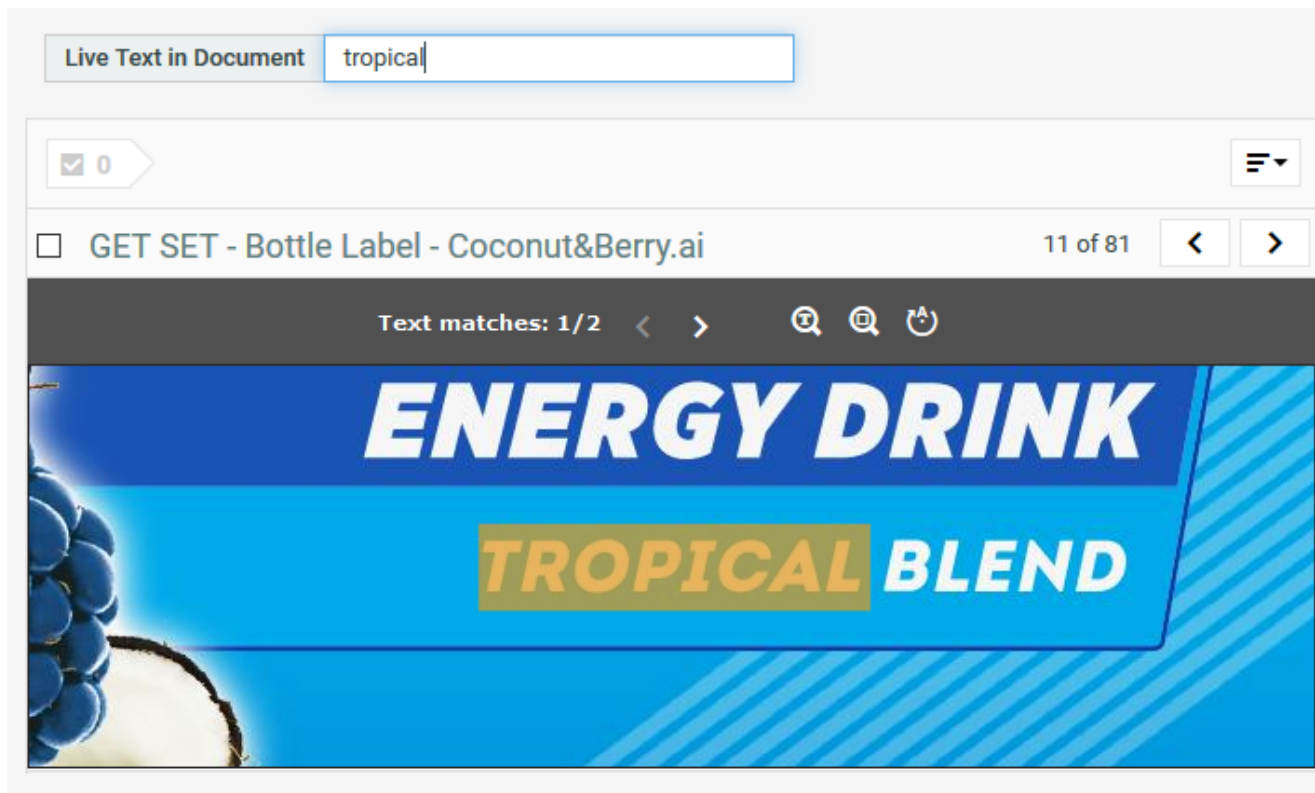 Live Text in Document tropical
0
GET SET - Bottle Label - Coconut&Berry.ai 11 of 81
Text matches: 1/2
ENERGY DRINK
TROPICAL BLEND